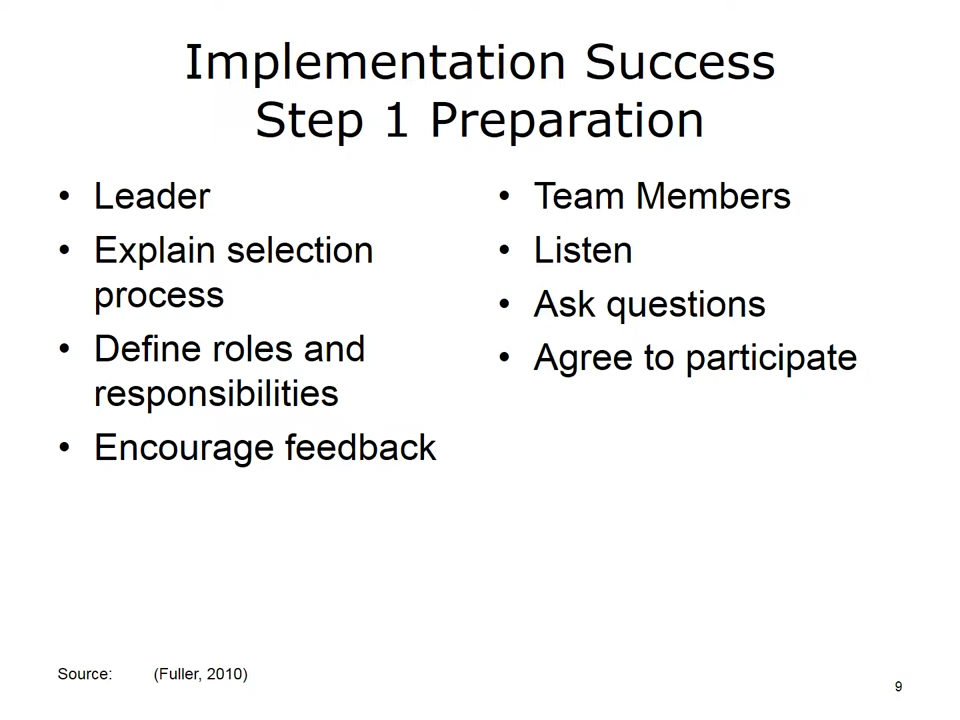 Implementation Success
Step 1 Preparation
• Leader
• Explain selection
process
• Define roles and
responsibilities
• Encourage feedback
• Team Members
• Listen
• Ask questions
• Agree to participate
Source: (Fuller, 2010)
9